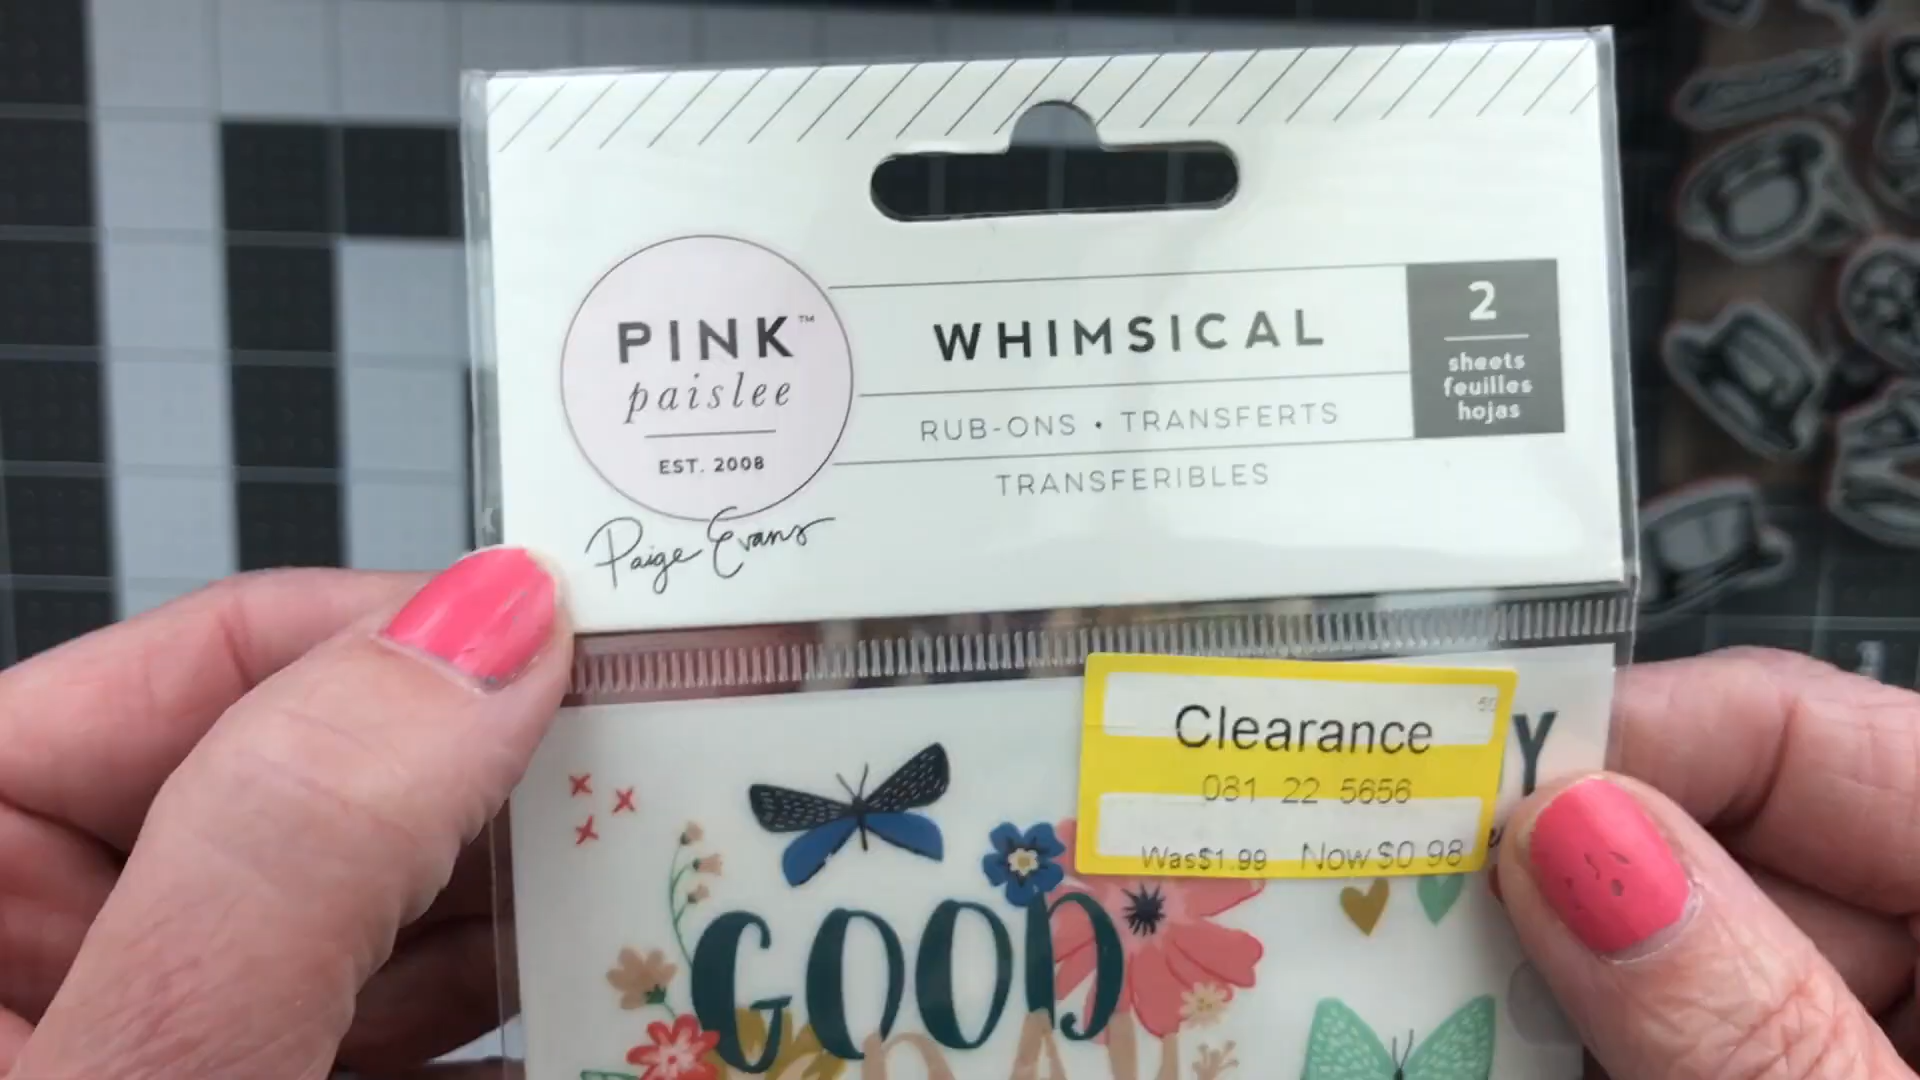 PINK™
paislee
EST. 2008
Paige Evans
WHIMSICAL
RUB-ONS • TRANSFERTS
TRANSFERIBLES
2
sheets
feuilles
hojas
Clearance
081 22 5656
Was$1.99 Now$0 98
Y
GOOD
DAY